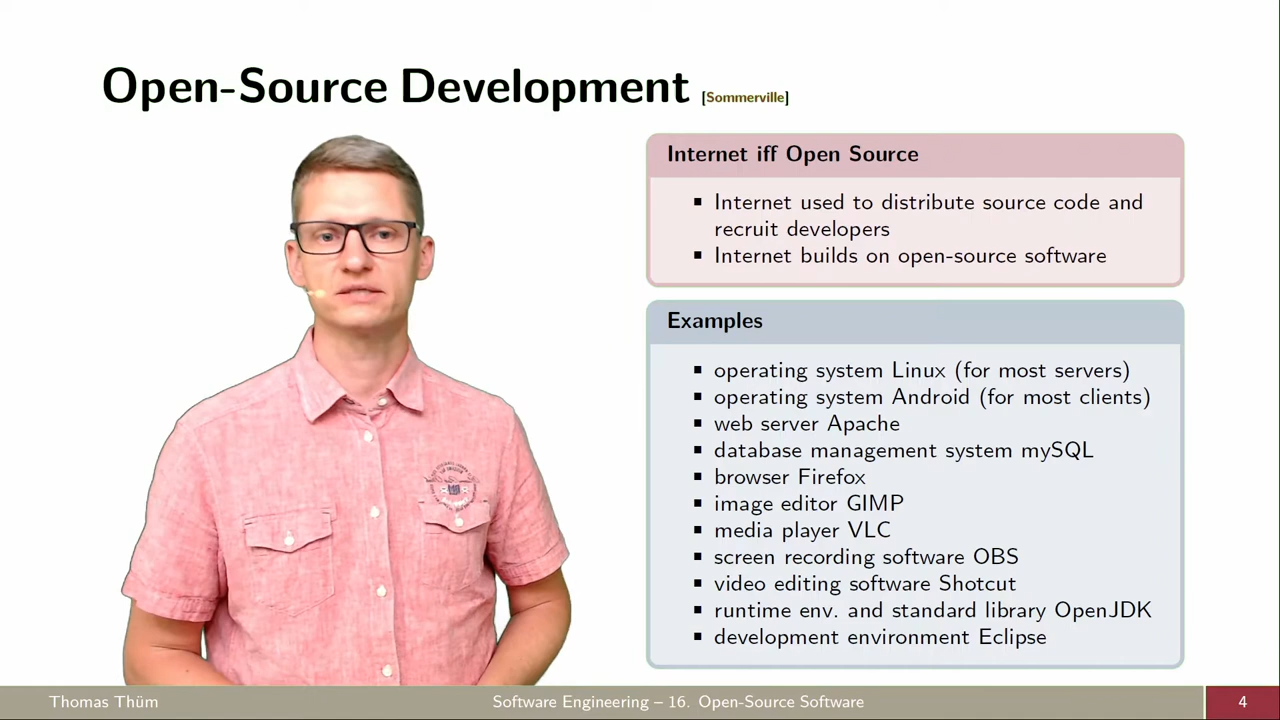 Open-Source Development [Sommerville]
Internet iff Open Source
▪ Internet used to distribute source code and
recruit developers
▪ Internet builds on open-source software
Examples
▪ operating system Linux (for most servers)
▪ operating system Android (for most clients)
▪ web server Apache
▪ database management system mySQL
▪ browser Firefox
▪ image editor GIMP
▪ media player VLC
▪ screen recording software OBS
▪ video editing software Shotcut
▪ runtime env. and standard library OpenJDK
▪ development environment Eclipse
Thomas Thüm
Software Engineering – 16. Open-Source Software
4